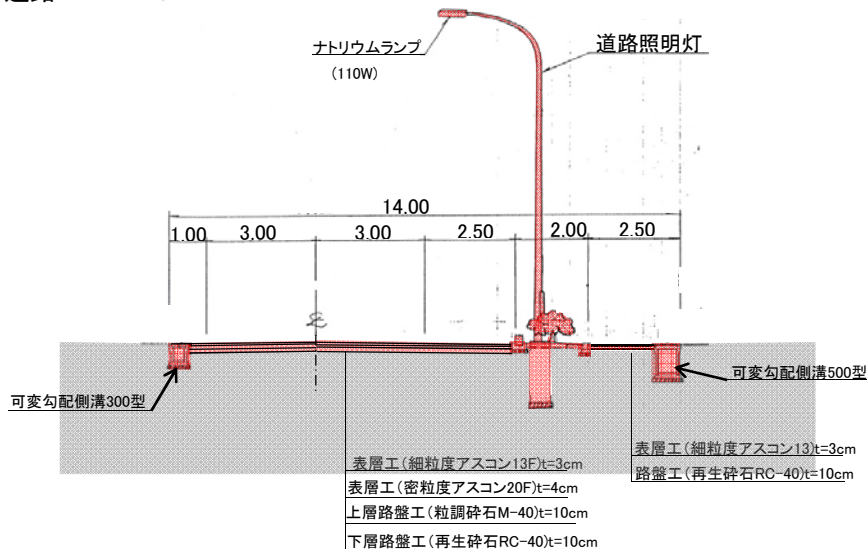 道路
ナトリウムランプ
(110W)
道路照明灯
14.00
1.00 3.00 3.00 2.50 2.00 2.50
可変勾配側溝300型
可変勾配側溝500型
表層工(細粒度アスコン13F)t=3cm
表層工(密粒度アスコン20F)t=4cm
上層路盤工(粒調砕石M-40)t=10cm
下層路盤工(再生砕石RC-40)t=10cm
表層工(細粒度アスコン13)t=3cm
路盤工(再生砕石RC-40)t=10cm